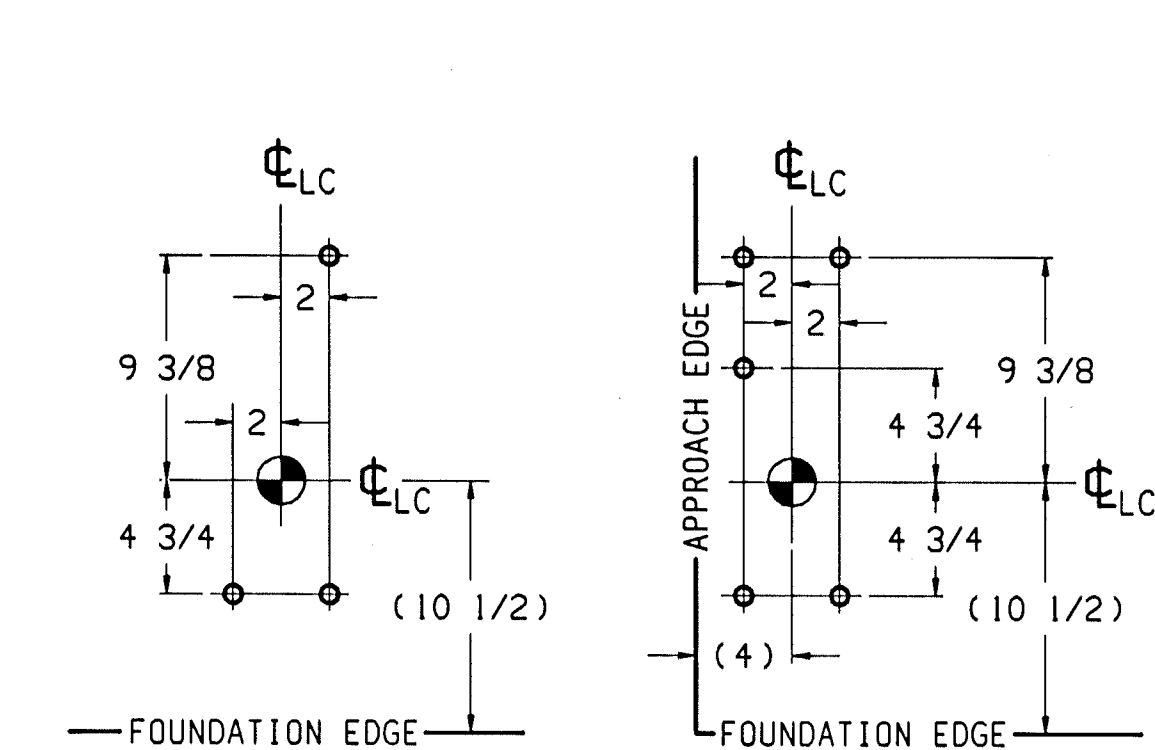 ℄LC
2
9 3/8
2
℄LC
4 3/4
(10 1/2)
FOUNDATION EDGE
℄LC
2
2
APPROACH EDGE
9 3/8
4 3/4
℄LC
4 3/4
(10 1/2)
(4)
FOUNDATION EDGE